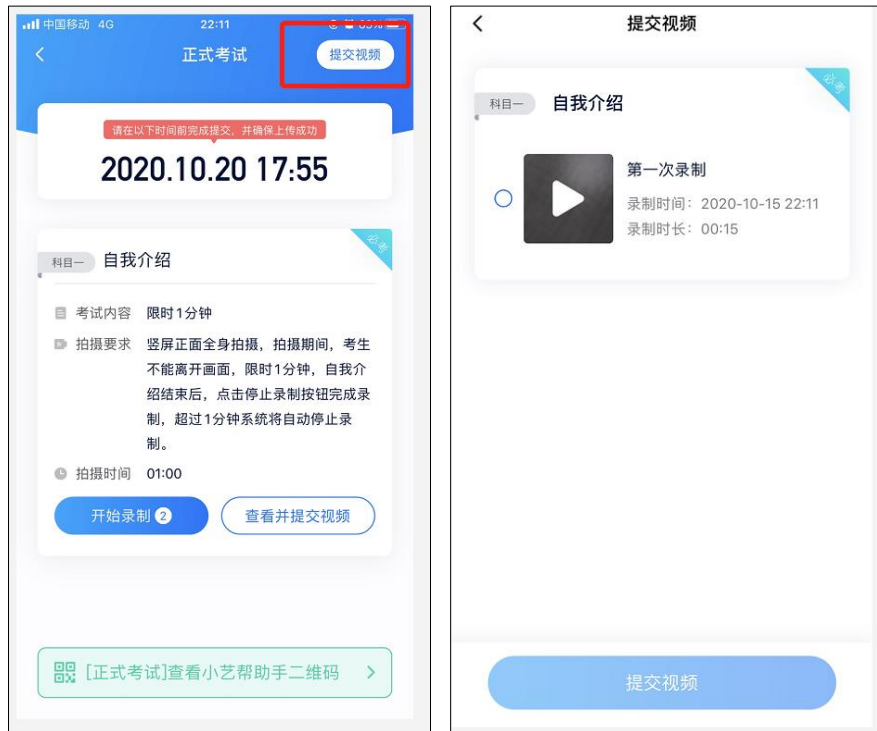 中国移动 4G
22:11
正式考试
提交视频
请在以下时间前完成提交，并确保上传成功
2020.10.20 17:55
必考
科目一
自我介绍
考试内容
限时1分钟
拍摄要求
竖屏正面全身拍摄，拍摄期间，考生
不能离开画面，限时1分钟，自我介
绍结束后，点击停止录制按钮完成录
制，超过1分钟系统将自动停止录
制。
拍摄时间
01:00
开始录制 2
查看并提交视频
[正式考试]查看小艺帮助手二维码
提交视频
必考
科目一
自我介绍
第一次录制
录制时间：2020-10-15 22:11
录制时长：00:15
提交视频